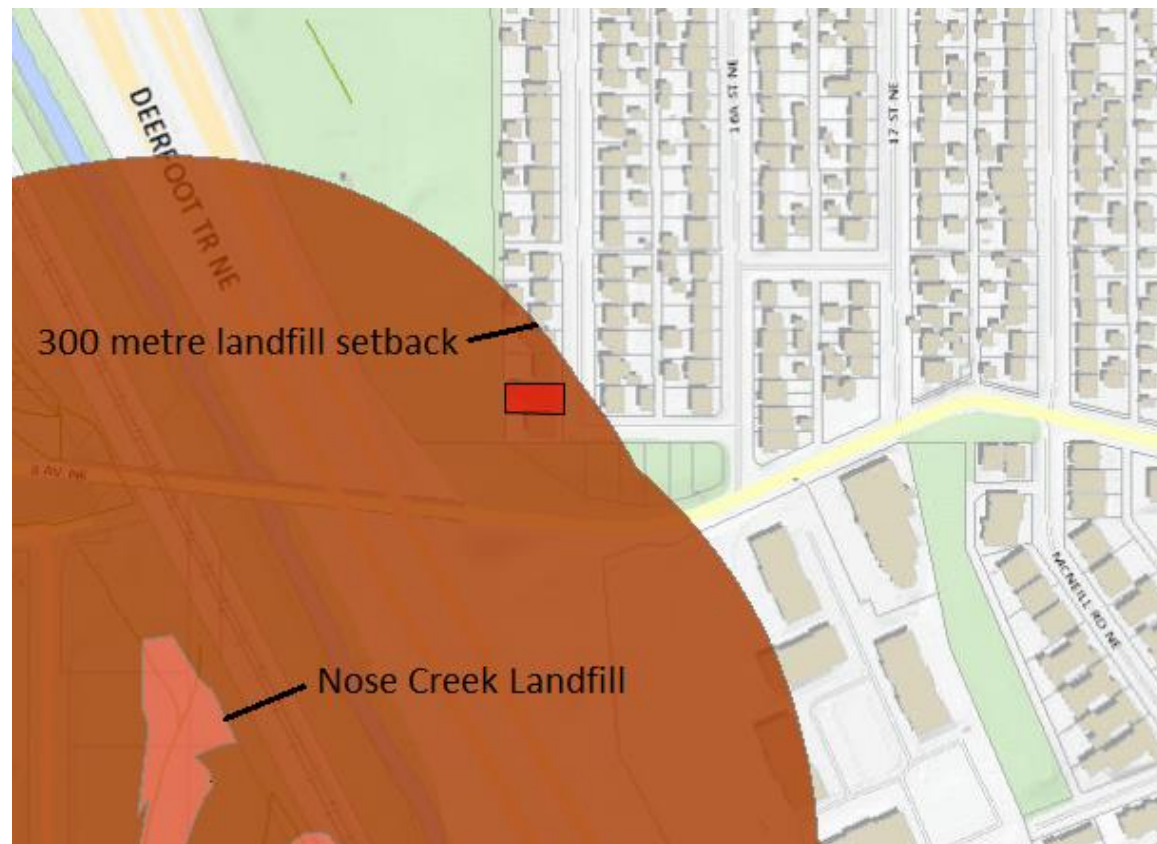 16A ST NE
17 ST NE
DEERFOOT TR NE
300 metre landfill setback
8 AV NE
MCNEILL RD NE
Nose Creek Landfill